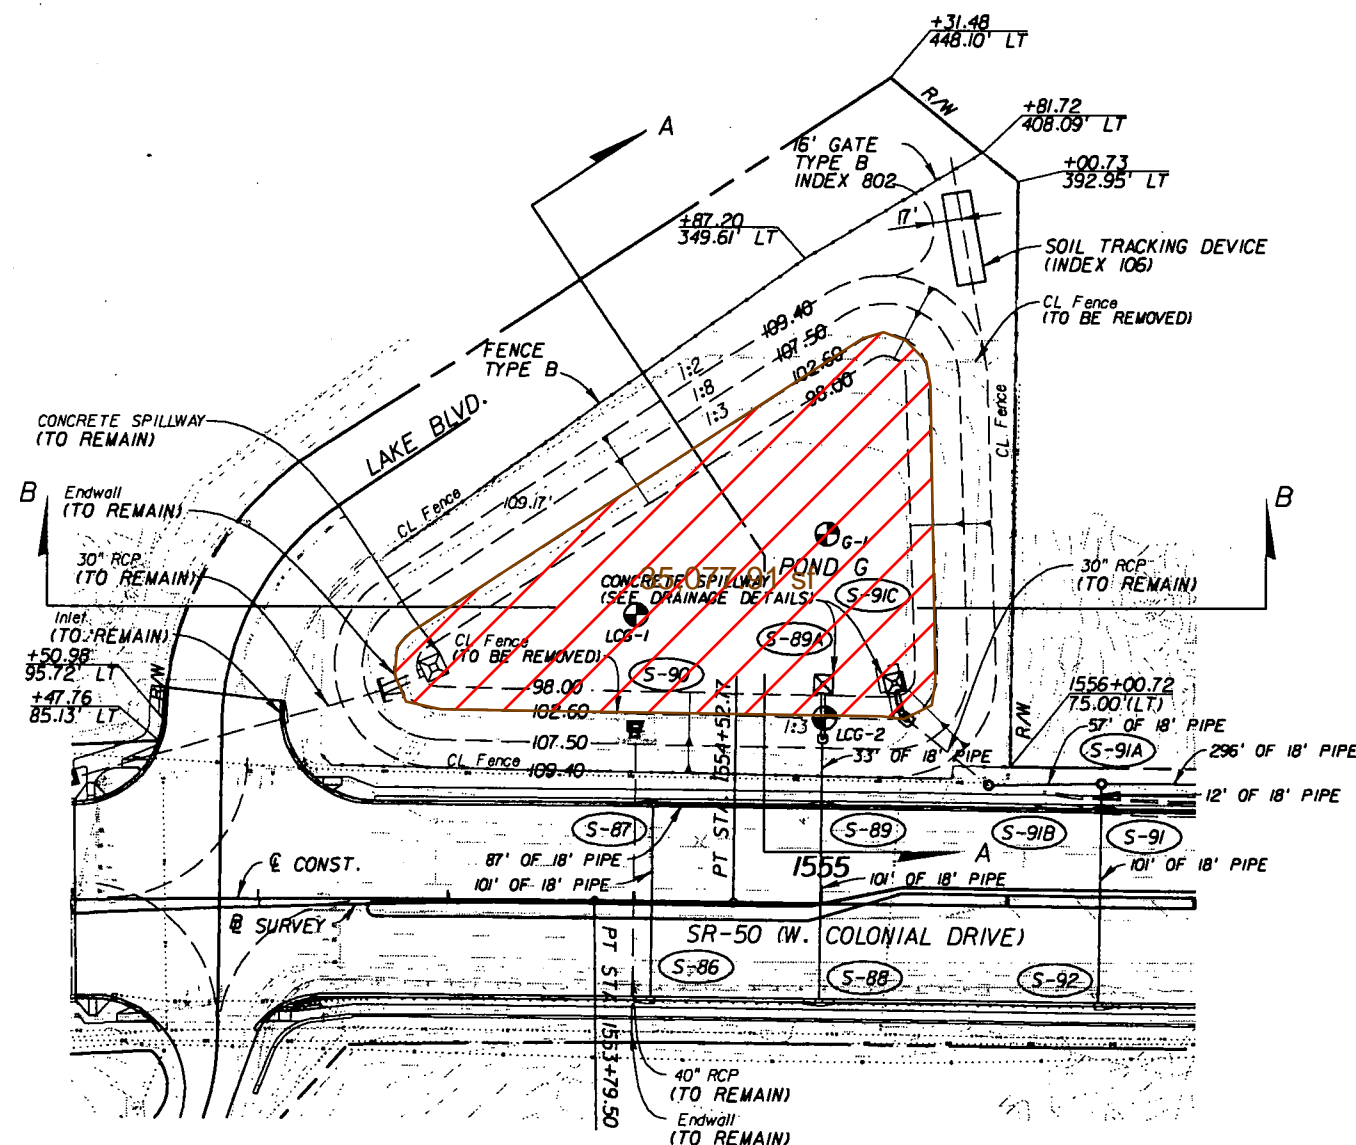 +31.48
448.10' LT
R/W
+81.72
408.09' LT
A
16' GATE
TYPE B
INDEX 802
+00.73
392.95' LT
+87.20
349.61' LT
17'
SOIL TRACKING DEVICE
(INDEX 106)
CL Fence
(TO BE REMOVED)
109.40
107.50
102.60
98.00
1:2
1:8
1:3
FENCE
TYPE B
LAKE BLVD.
CONCRETE SPILLWAY
(TO REMAIN)
CL Fence
B
Endwall
(TO REMAIN)
CL Fence
109.17'
B
G-1
POND G
30" RCP
(TO REMAIN)
CONCRETE SPILLWAY
(SEE DRAINAGE DETAILS)
S-91C
30" RCP
(TO REMAIN)
Inlet
(TO REMAIN)
LCG-1
S-89A
CL Fence
(TO BE REMOVED)
+50.98
95.72' LT
R/W
S-90
+47.76
85.13' LT
98.00
102.60
1:3
LCG-2
1556+00.72
75.00'(LT)
R/W
57' OF 18" PIPE
107.50
33' OF 18" PIPE
S-91A
296' OF 18" PIPE
CL Fence
109.40
12' OF 18" PIPE
PT STA. 1554+52.17
S-87
S-89
S-91B
S-91
87' OF 18" PIPE
1555
A
101' OF 18" PIPE
℄ CONST.
101' OF 18" PIPE
101' OF 18" PIPE
SURVEY
SR-50 (W. COLONIAL DRIVE)
S-86
S-88
S-92
PT STA. 1553+79.50
40" RCP
(TO REMAIN)
Endwall
(TO REMAIN)